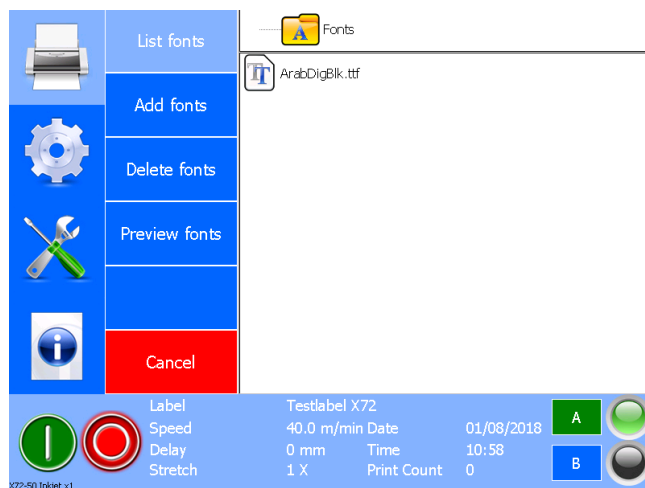 List fonts
Add fonts
Delete fonts
Preview fonts
Cancel
Fonts
ArabDigBlk.ttf
Label Testlabel X72
Speed 40.0 m/min Date 01/08/2018
Delay 0 mm Time 10:58
Stretch 1 X Print Count 0
A
B
X72-50 Inkjet x1